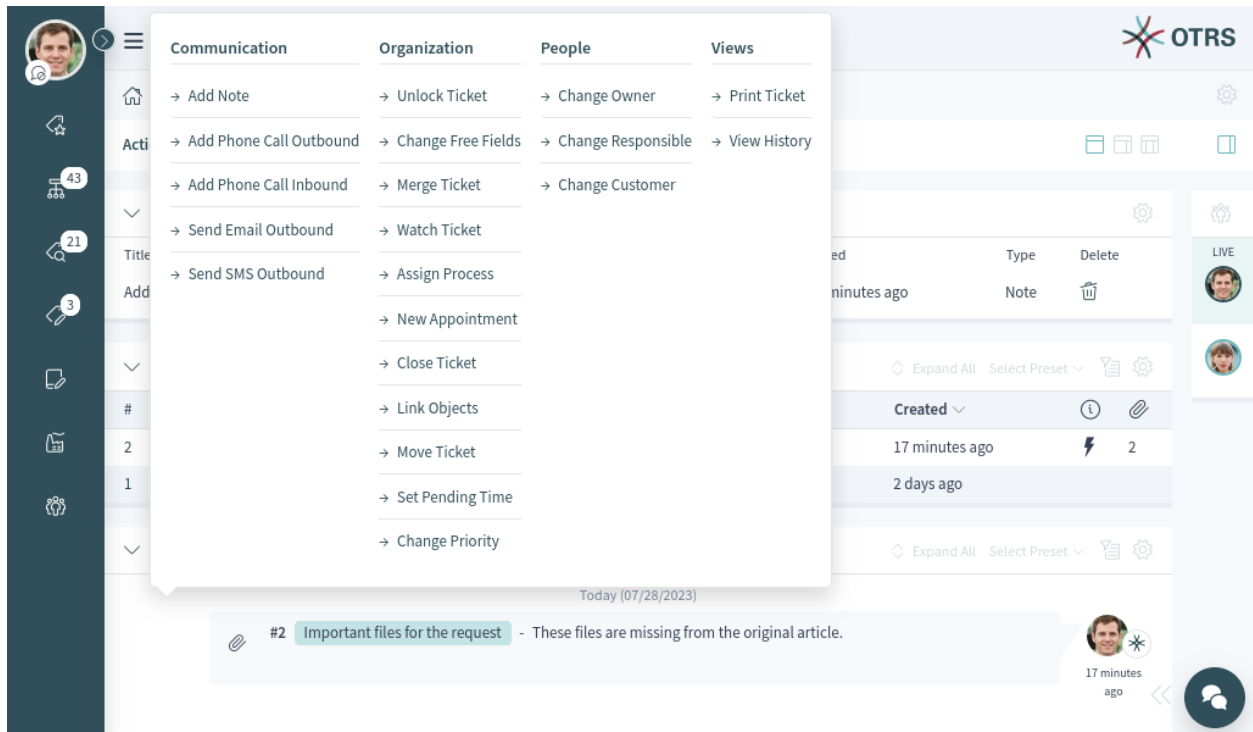 Communication Organization People Views
OTRS
→ Add Note → Unlock Ticket → Change Owner → Print Ticket
Acti → Add Phone Call Outbound → Change Free Fields → Change Responsible → View History
43 → Add Phone Call Inbound → Merge Ticket → Change Customer
→ Send Email Outbound → Watch Ticket
21
Title ed Type Delete LIVE
→ Send SMS Outbound → Assign Process
Add minutes ago Note
3
→ New Appointment
→ Close Ticket
Expand All Select Preset
# → Link Objects Created
2 → Move Ticket 17 minutes ago 2
1 → Set Pending Time 2 days ago
→ Change Priority
Expand All Select Preset
Today (07/28/2023)
#2 Important files for the request - These files are missing from the original article.
17 minutes
ago